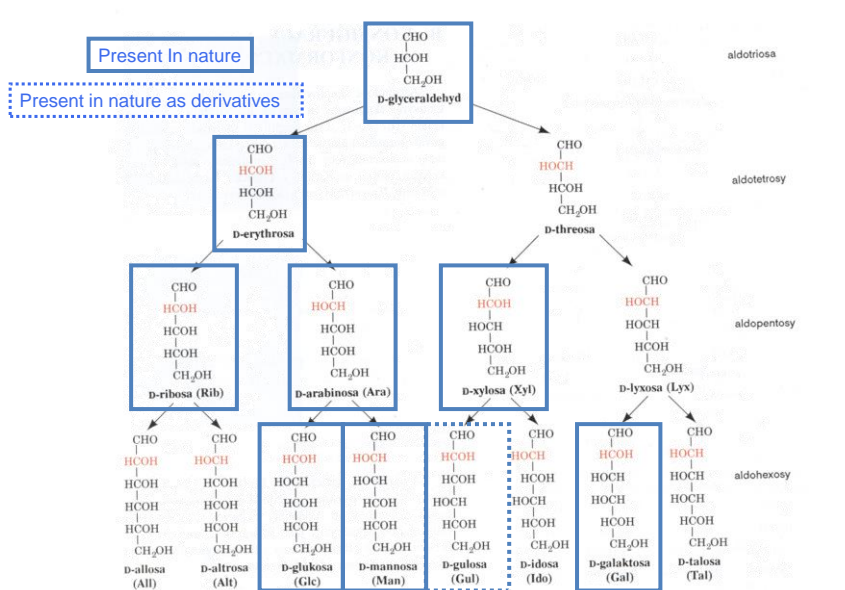 Present In nature
Present in nature as derivatives
CHO
HCOH
CH₂OH
D-glyceraldehyd
aldotriosa
CHO
HCOH
HCOH
CH₂OH
D-erythrosa
CHO
HOCH
HCOH
CH₂OH
D-threosa
aldotetrosy
CHO
HCOH
HCOH
HCOH
CH₂OH
D-ribosa (Rib)
CHO
HOCH
HCOH
HCOH
CH₂OH
D-arabinosa (Ara)
CHO
HCOH
HOCH
HCOH
CH₂OH
D-xylosa (Xyl)
CHO
HOCH
HOCH
HCOH
CH₂OH
D-lyxosa (Lyx)
aldopentosy
CHO
HCOH
HCOH
HCOH
HCOH
CH₂OH
D-allosa
(All)
CHO
HOCH
HCOH
HCOH
HCOH
CH₂OH
D-altrosa
(Alt)
CHO
HCOH
HOCH
HCOH
HCOH
CH₂OH
D-glukosa
(Glc)
CHO
HOCH
HOCH
HCOH
HCOH
CH₂OH
D-mannosa
(Man)
CHO
HCOH
HCOH
HOCH
HCOH
CH₂OH
D-gulosa
(Gul)
CHO
HOCH
HCOH
HOCH
HCOH
CH₂OH
D-idosa
(Ido)
CHO
HCOH
HOCH
HOCH
HCOH
CH₂OH
D-galaktosa
(Gal)
CHO
HOCH
HOCH
HOCH
HCOH
CH₂OH
D-talosa
(Tal)
aldohexosy